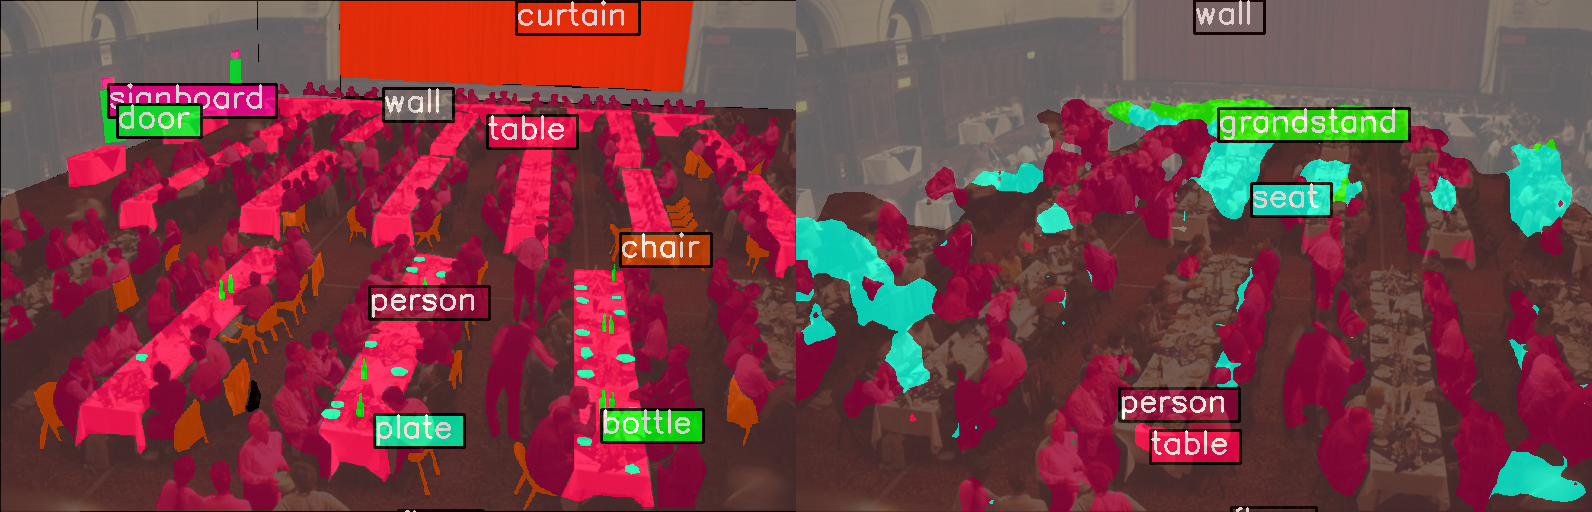 curtain
wall
signboard
door
wall
table
grandstand
seat
chair
person
person
plate
bottle
table